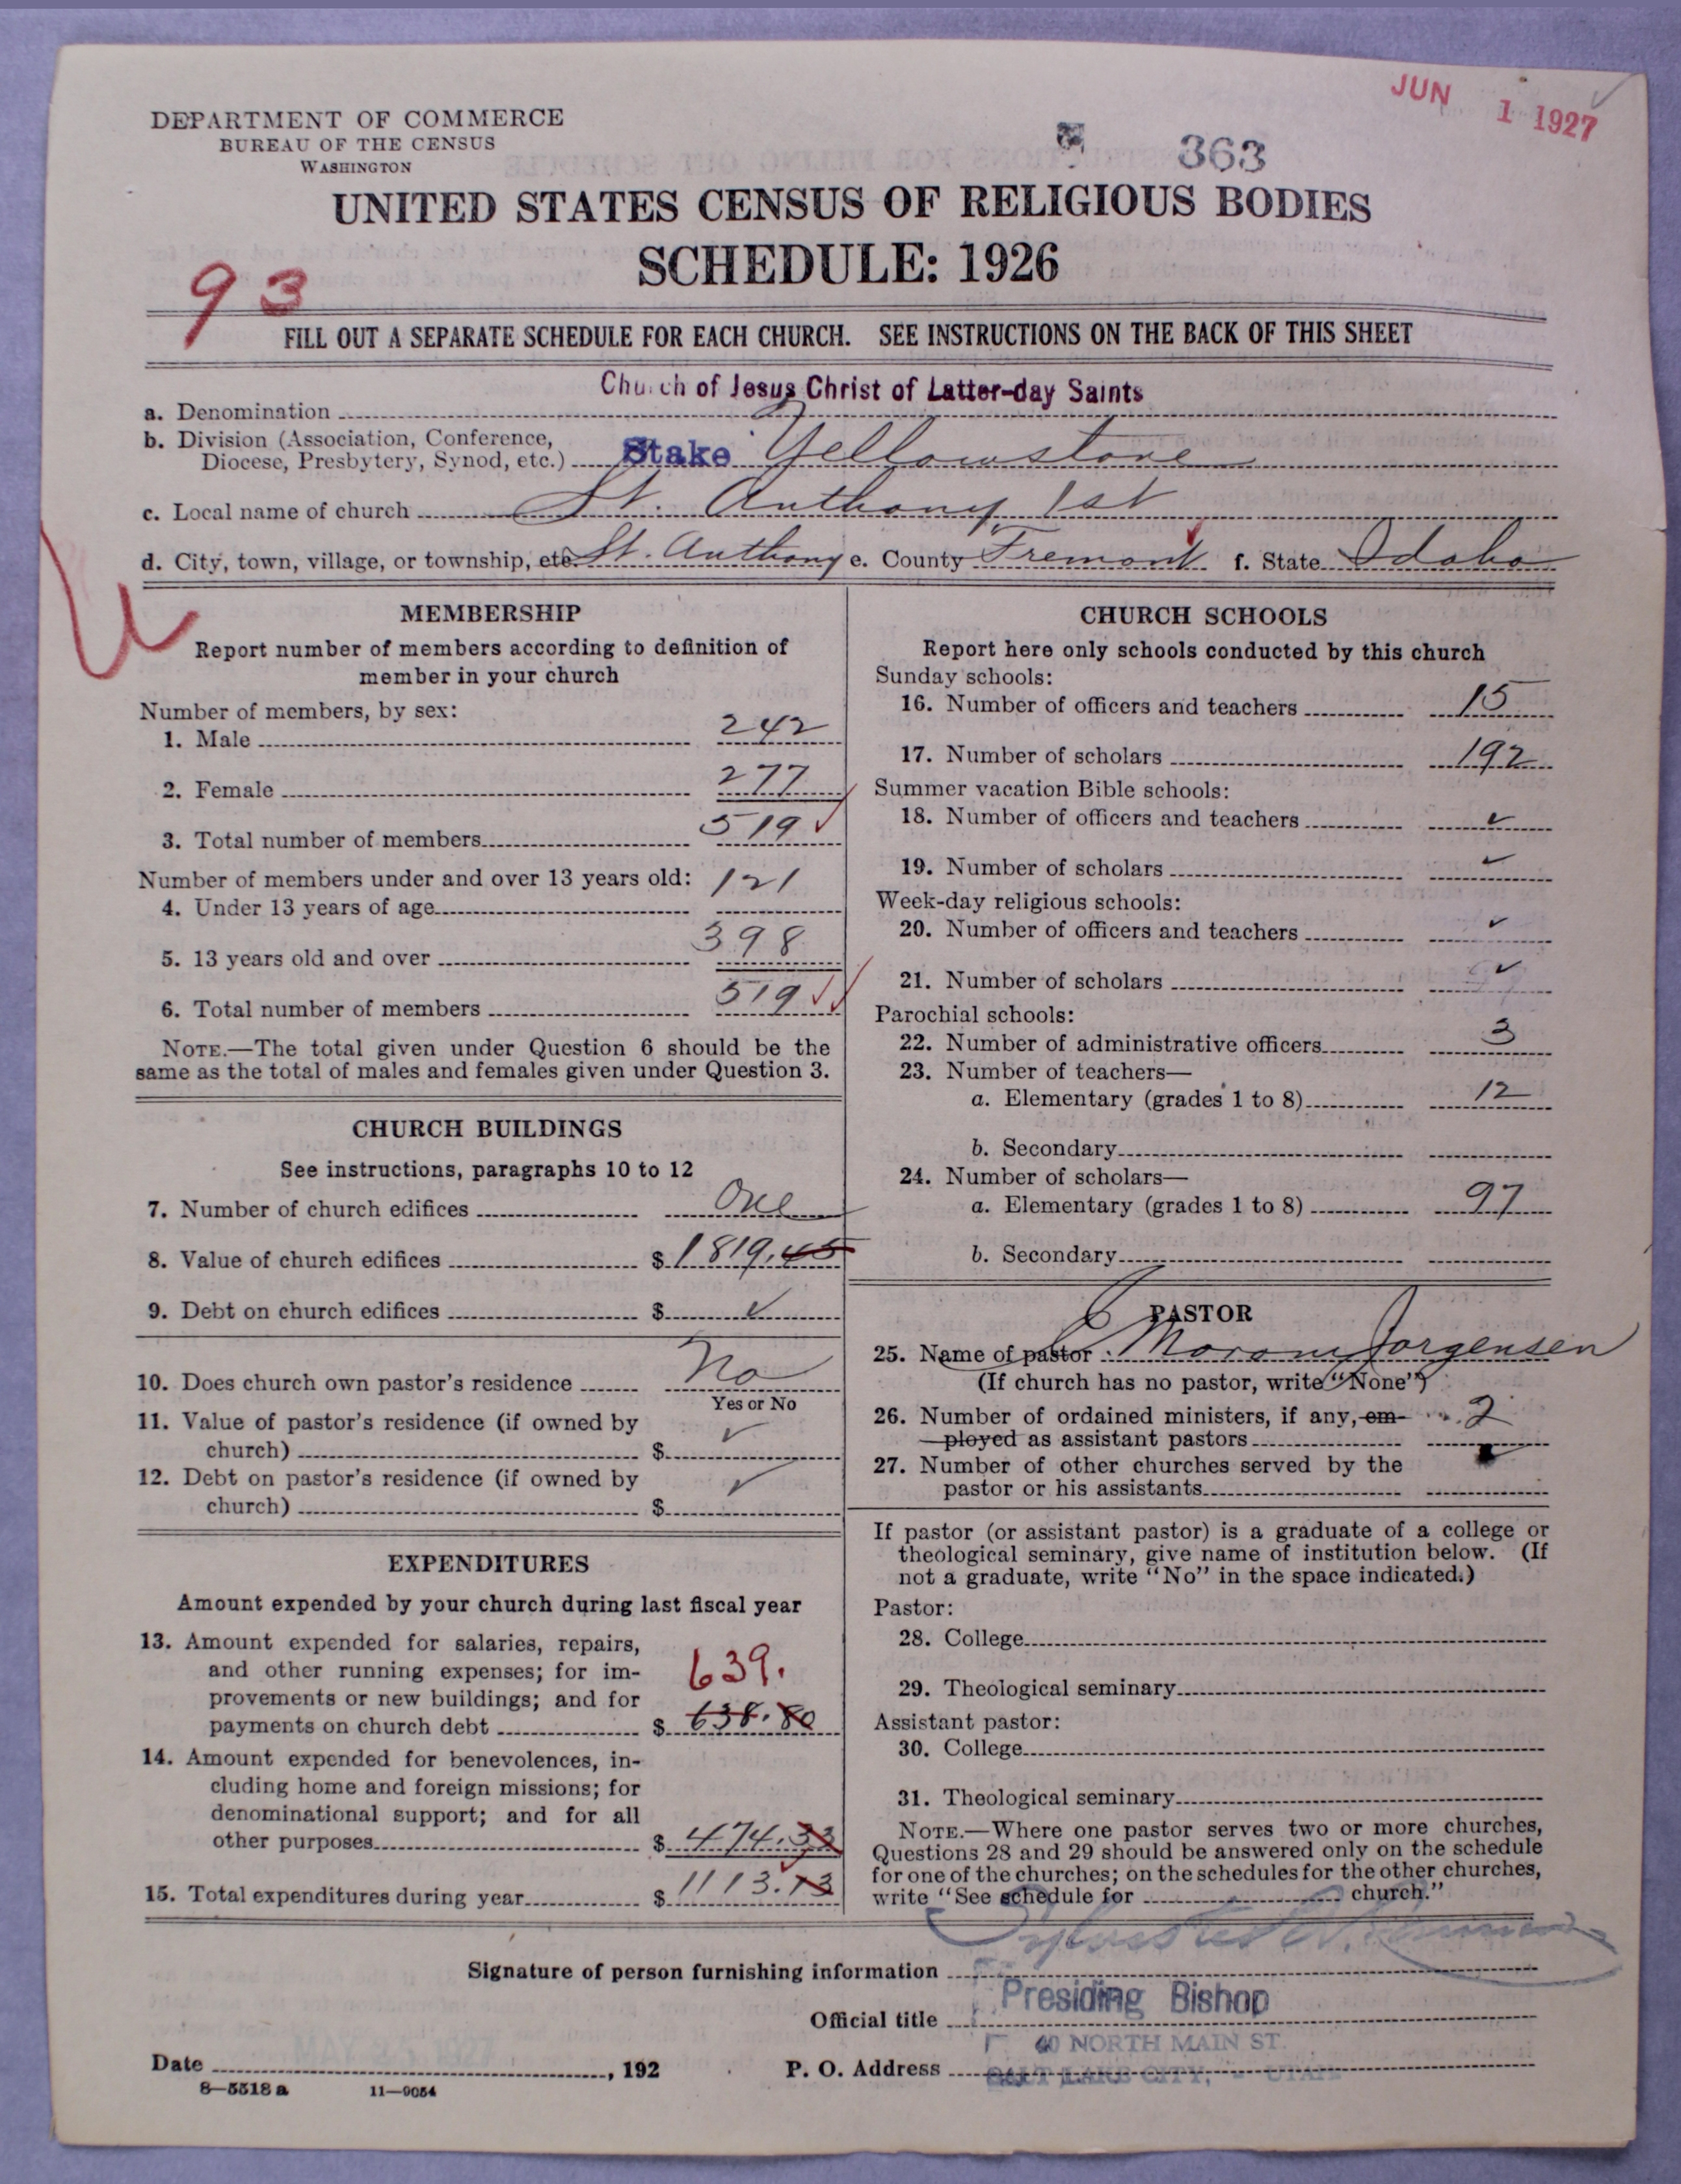 JUN 1 1927
363
DEPARTMENT OF COMMERCE
BUREAU OF THE CENSUS
WASHINGTON
UNITED STATES CENSUS OF RELIGIOUS BODIES
SCHEDULE: 1926
93
FILL OUT A SEPARATE SCHEDULE FOR EACH CHURCH. SEE INSTRUCTIONS ON THE BACK OF THIS SHEET
a. Denomination Church of Jesus Christ of Latter-day Saints
b. Division (Association, Conference,
Diocese, Presbytery, Synod, etc.) Stake Yellowstone
c. Local name of church St. Anthony 1st
d. City, town, village, or township, etc. St. Anthony e. County Fremont f. State Idaho
MEMBERSHIP
Report number of members according to definition of
member in your church
Number of members, by sex:
1. Male 242
2. Female 277
3. Total number of members 519 ✓
Number of members under and over 13 years old:
4. Under 13 years of age 121
5. 13 years old and over 398
6. Total number of members 519 ✓✓
NOTE.—The total given under Question 6 should be the
same as the total of males and females given under Question 3.
CHURCH BUILDINGS
See instructions, paragraphs 10 to 12
7. Number of church edifices One
8. Value of church edifices $ 1819.45
9. Debt on church edifices $ ✓
10. Does church own pastor's residence No
Yes or No
11. Value of pastor's residence (if owned by
church) $ ✓
12. Debt on pastor's residence (if owned by
church) $ ✓
EXPENDITURES
Amount expended by your church during last fiscal year
13. Amount expended for salaries, repairs,
and other running expenses; for im-
provements or new buildings; and for 639.
payments on church debt $ 638.80
14. Amount expended for benevolences, in-
cluding home and foreign missions; for
denominational support; and for all
other purposes $ 474.33
15. Total expenditures during year $ 1113.13
CHURCH SCHOOLS
Report here only schools conducted by this church
Sunday schools:
16. Number of officers and teachers 15
17. Number of scholars 192
Summer vacation Bible schools:
18. Number of officers and teachers ✓
19. Number of scholars ✓
Week-day religious schools:
20. Number of officers and teachers ✓
21. Number of scholars ✓
Parochial schools:
22. Number of administrative officers 3
23. Number of teachers—
a. Elementary (grades 1 to 8) 12
b. Secondary
24. Number of scholars—
a. Elementary (grades 1 to 8) 97
b. Secondary
PASTOR
25. Name of pastor C. Moroni Jorgensen
(If church has no pastor, write "None")
26. Number of ordained ministers, if any, em-
ployed as assistant pastors 2
27. Number of other churches served by the
pastor or his assistants
If pastor (or assistant pastor) is a graduate of a college or
theological seminary, give name of institution below. (If
not a graduate, write "No" in the space indicated.)
Pastor:
28. College
29. Theological seminary
Assistant pastor:
30. College
31. Theological seminary
NOTE.—Where one pastor serves two or more churches,
Questions 28 and 29 should be answered only on the schedule
for one of the churches; on the schedules for the other churches,
write "See schedule for church."
Signature of person furnishing information
Official title Presiding Bishop
40 NORTH MAIN ST.
Date MAY 1927, 192 P. O. Address SALT LAKE CITY, - UTAH
8—5518 a 11—9054